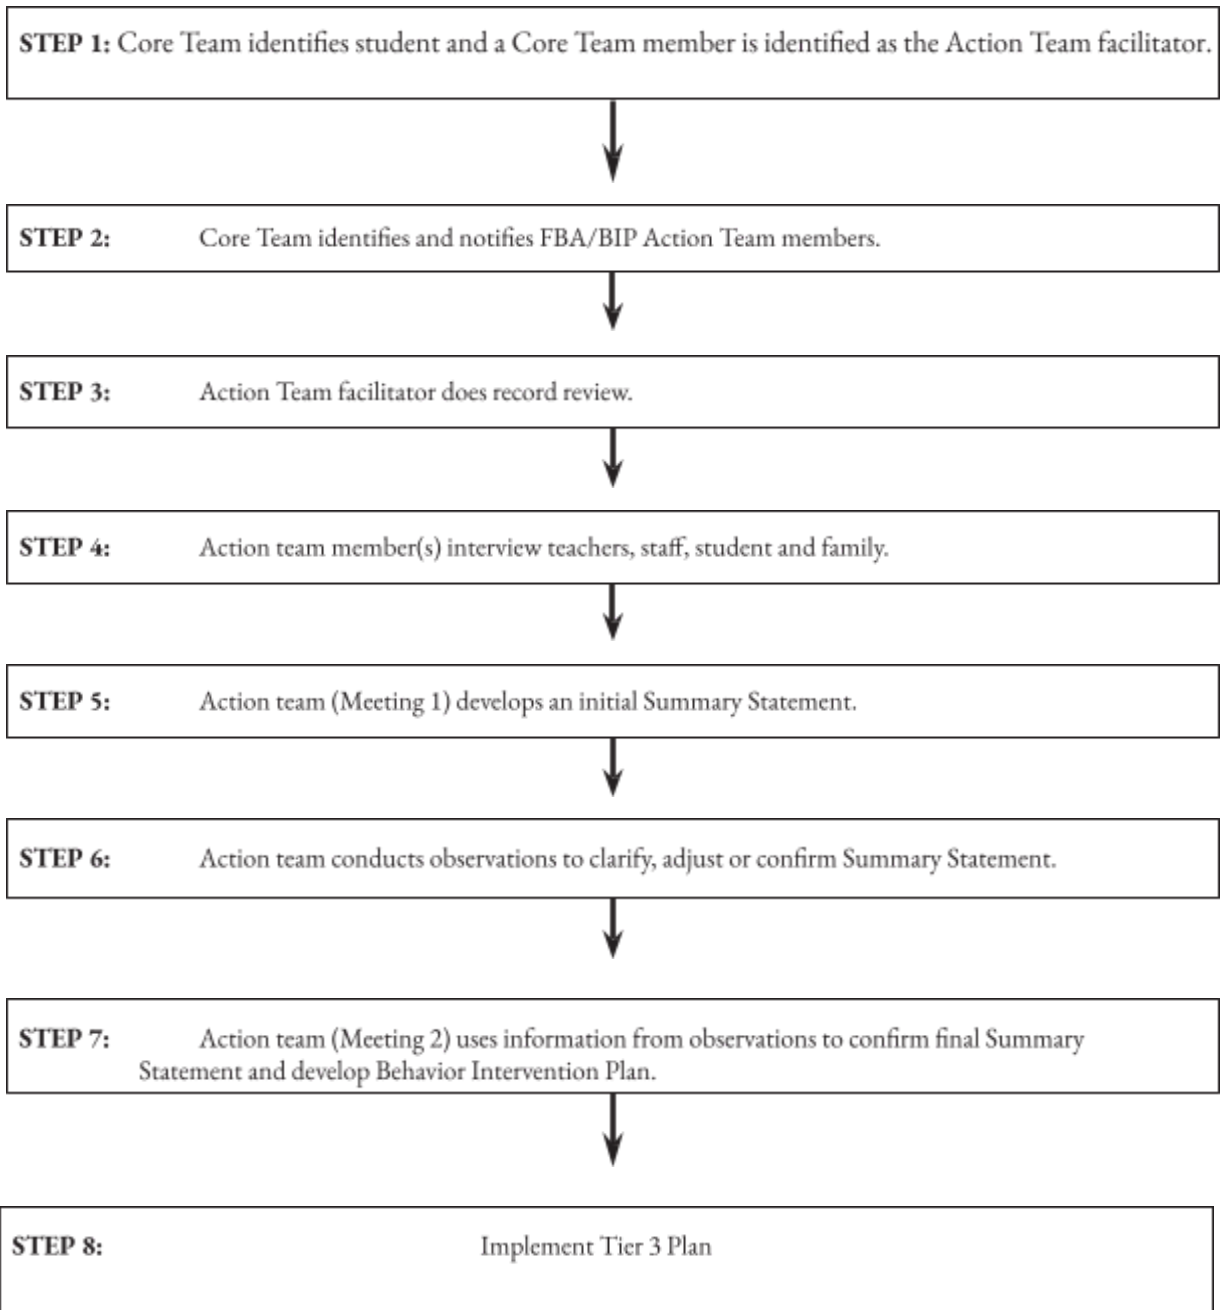 STEP 1: Core Team identifies student and a Core Team member is identified as the Action Team facilitator.
STEP 2: Core Team identifies and notifies FBA/BIP Action Team members.
STEP 3: Action Team facilitator does record review.
STEP 4: Action team member(s) interview teachers, staff, student and family.
STEP 5: Action team (Meeting 1) develops an initial Summary Statement.
STEP 6: Action team conducts observations to clarify, adjust or confirm Summary Statement.
STEP 7: Action team (Meeting 2) uses information from observations to confirm final Summary
Statement and develop Behavior Intervention Plan.
STEP 8: Implement Tier 3 Plan